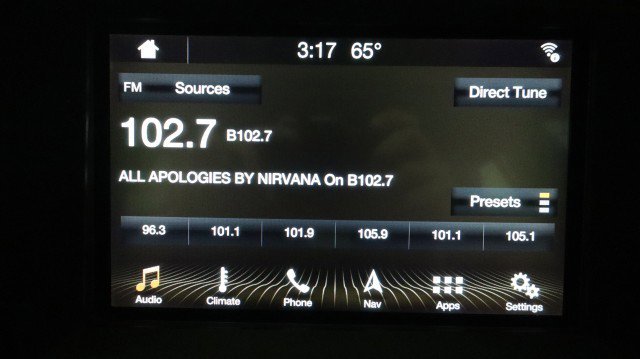 3:17 65°
FM Sources
Direct Tune
102.7 B102.7
ALL APOLOGIES BY NIRVANA On B102.7
Presets
96.3 101.1 101.9 105.9 101.1 105.1
Audio Climate Phone Nav Apps Settings